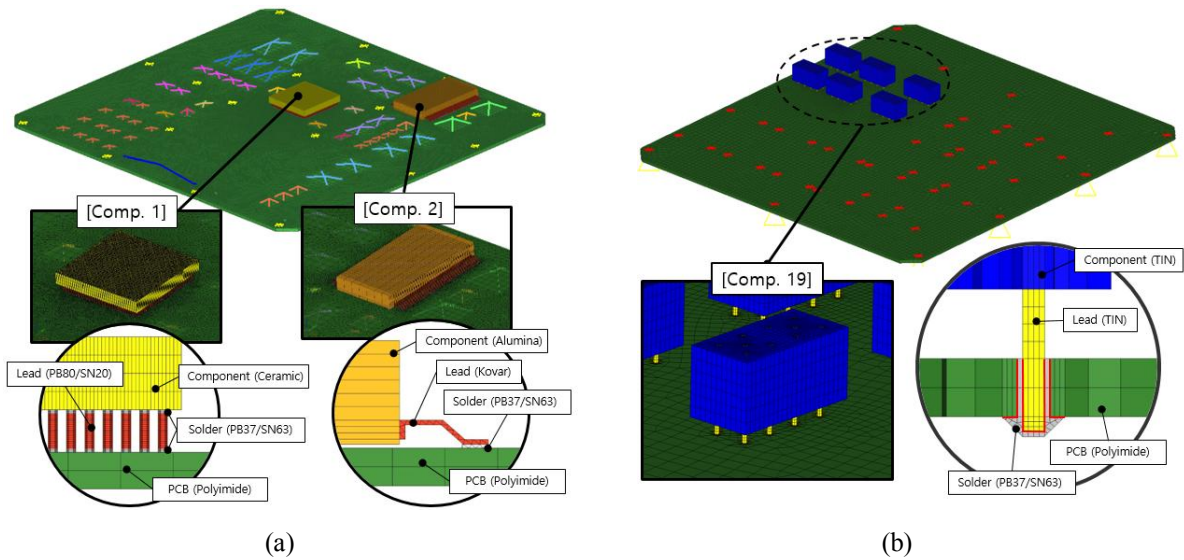 [Comp. 1]
[Comp. 2]
Lead (PB80/SN20)
Component (Ceramic)
Solder (PB37/SN63)
PCB (Polyimide)
Component (Alumina)
Lead (Kovar)
Solder (PB37/SN63)
PCB (Polyimide)
(a)
[Comp. 19]
Component (TIN)
Lead (TIN)
PCB (Polyimide)
Solder (PB37/SN63)
(b)